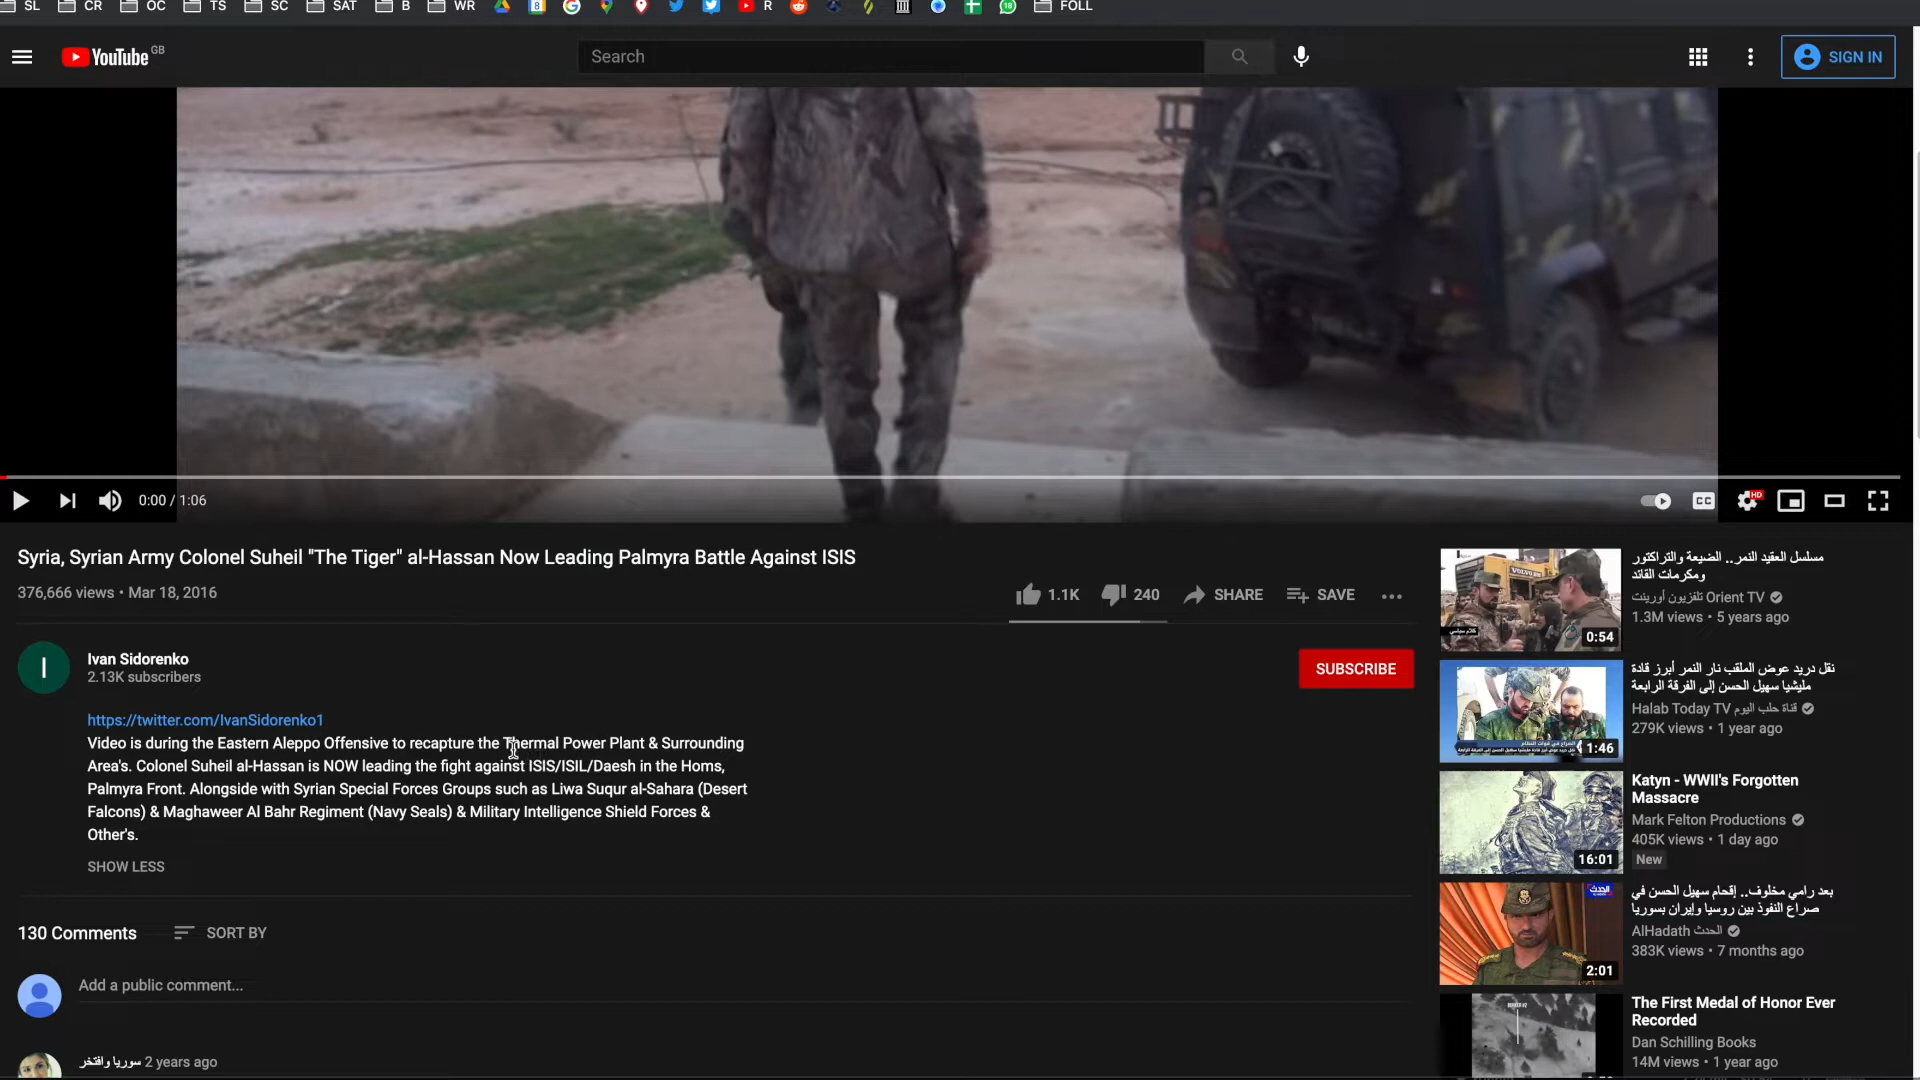 SL CR OC TS SC SAT B WR R FOLL
YouTube GB
Search
SIGN IN
0:00 / 1:06
CC
HD
Syria, Syrian Army Colonel Suheil "The Tiger" al-Hassan Now Leading Palmyra Battle Against ISIS
376,666 views • Mar 18, 2016
1.1K 240 SHARE SAVE
I
Ivan Sidorenko
2.13K subscribers
SUBSCRIBE
https://twitter.com/IvanSidorenko1
Video is during the Eastern Aleppo Offensive to recapture the Thermal Power Plant & Surrounding
Area's. Colonel Suheil al-Hassan is NOW leading the fight against ISIS/ISIL/Daesh in the Homs,
Palmyra Front. Alongside with Syrian Special Forces Groups such as Liwa Suqur al-Sahara (Desert
Falcons) & Maghaweer Al Bahr Regiment (Navy Seals) & Military Intelligence Shield Forces &
Other's.
SHOW LESS
130 Comments SORT BY
Add a public comment...
سوريا وافتخر 2 years ago
VOLVO
0:54
مسلسل العقيد النمر.. الضيعة والتراكتور
ومكرمات القائد
تلفزيون أورينت Orient TV
1.3M views • 5 years ago
1:46
نقل دريد عوض الملقب نار النمر أبرز قادة
مليشيا سهيل الحسن إلى الفرقة الرابعة
Halab Today TV قناة حلب اليوم
279K views • 1 year ago
16:01
Katyn - WWII's Forgotten
Massacre
Mark Felton Productions
405K views • 1 day ago
New
الحدث
2:01
بعد رامي مخلوف.. إقحام سهيل الحسن في
صراع النفوذ بين روسيا وإيران بسوريا
AlHadath الحدث
383K views • 7 months ago
The First Medal of Honor Ever
Recorded
Dan Schilling Books
14M views • 1 year ago